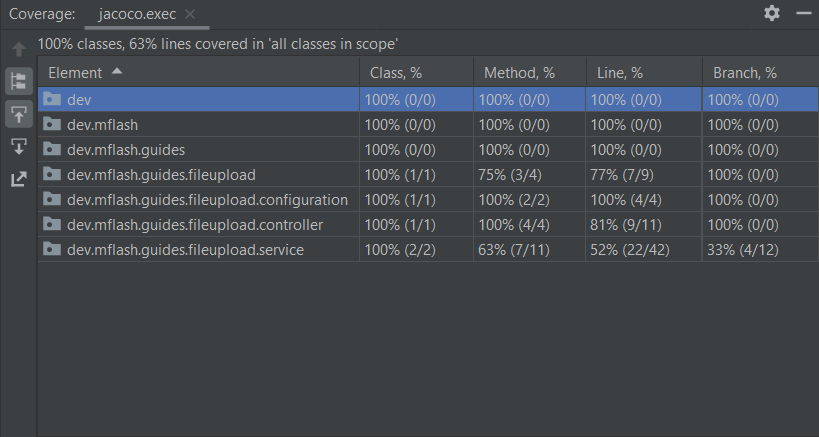 Coverage: jacoco.exec
100% classes, 63% lines covered in 'all classes in scope'
Element Class, % Method, % Line, % Branch, %
dev 100% (0/0) 100% (0/0) 100% (0/0) 100% (0/0)
dev.mflash 100% (0/0) 100% (0/0) 100% (0/0) 100% (0/0)
dev.mflash.guides 100% (0/0) 100% (0/0) 100% (0/0) 100% (0/0)
dev.mflash.guides.fileupload 100% (1/1) 75% (3/4) 77% (7/9) 100% (0/0)
dev.mflash.guides.fileupload.configuration 100% (1/1) 100% (2/2) 100% (4/4) 100% (0/0)
dev.mflash.guides.fileupload.controller 100% (1/1) 100% (4/4) 81% (9/11) 100% (0/0)
dev.mflash.guides.fileupload.service 100% (2/2) 63% (7/11) 52% (22/42) 33% (4/12)